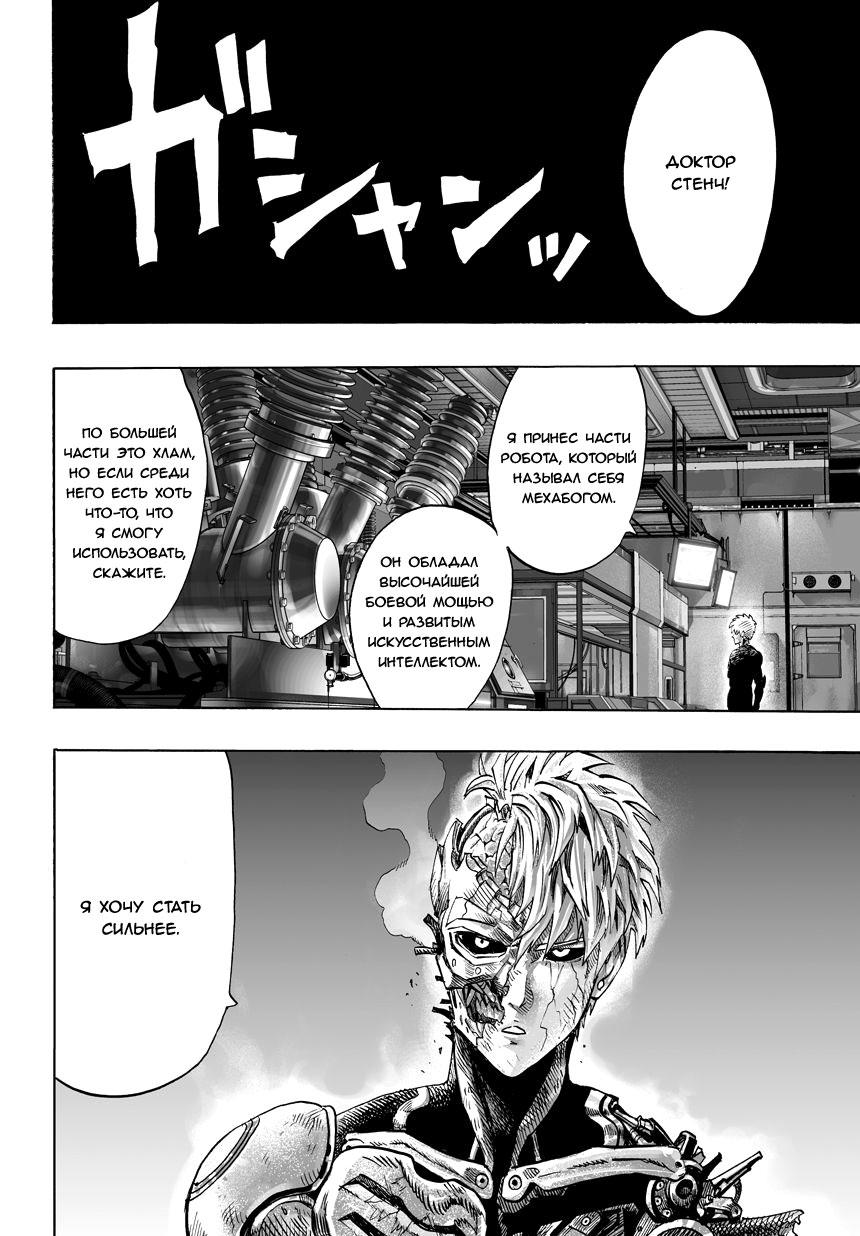 ガシャンッ
ДОКТОР
СТЕНЧ!
Я ПРИНЕС ЧАСТИ
РОБОТА, КОТОРЫЙ
НАЗЫВАЛ СЕБЯ
МЕХАБОГОМ.
ОН ОБЛАДАЛ
ВЫСОЧАЙШЕЙ
БОЕВОЙ МОЩЬЮ
И РАЗВИТЫМ
ИСКУССТВЕННЫМ
ИНТЕЛЛЕКТОМ.
ПО БОЛЬШЕЙ
ЧАСТИ ЭТО ХЛАМ,
НО ЕСЛИ СРЕДИ
НЕГО ЕСТЬ ХОТЬ
ЧТО-ТО, ЧТО
Я СМОГУ
ИСПОЛЬЗОВАТЬ,
СКАЖИТЕ.
Я ХОЧУ СТАТЬ
СИЛЬНЕЕ.